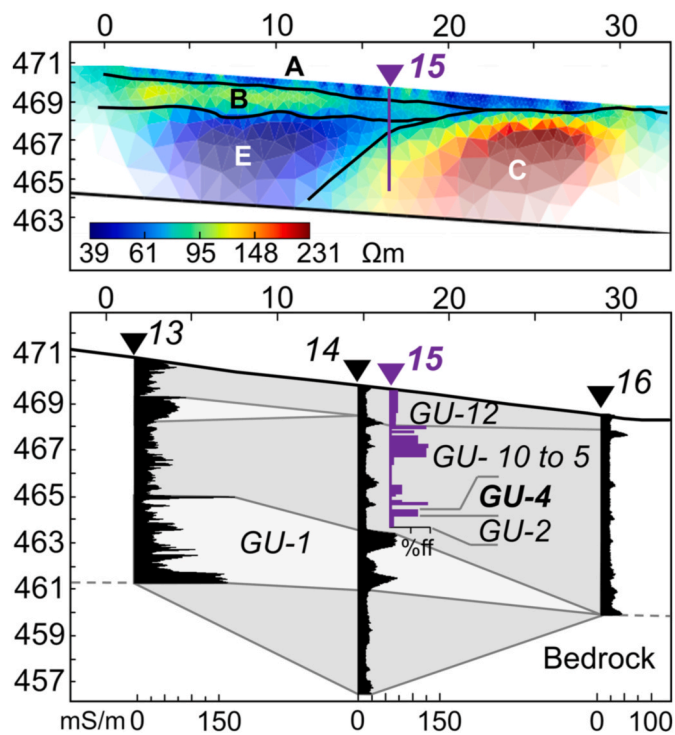 0 10 20 30
471
469
467
465
463
A
15
B
E
C
39 61 95 148 231 Ωm
0 10 20 30
471
469
467
465
463
461
459
457
13
14
15
16
GU-12
GU- 10 to 5
GU-4
GU-2
%ff
GU-1
Bedrock
mS/m 0 150 0 150 0 100